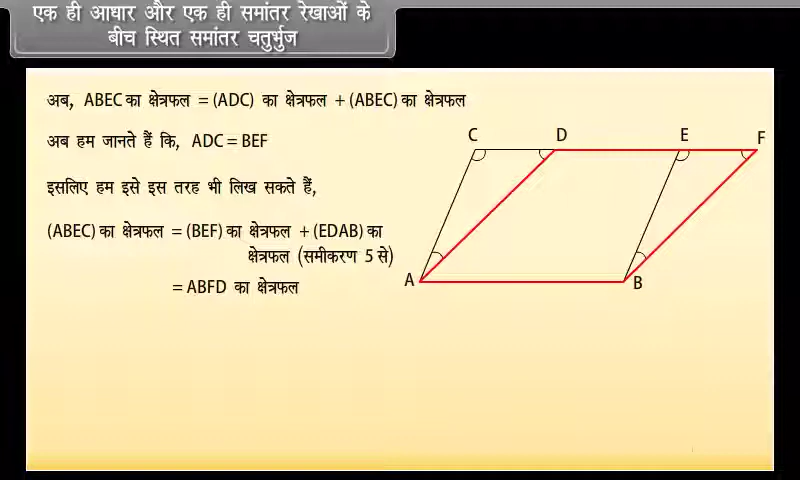 एक ही आधार और एक ही समांतर रेखाओं के
बीच स्थित समांतर चतुर्भुज
अब, ABEC का क्षेत्रफल = (ADC) का क्षेत्रफल + (ABEC) का क्षेत्रफल
अब हम जानते हैं कि, ADC = BEF
इसलिए हम इसे इस तरह भी लिख सकते हैं,
(ABEC) का क्षेत्रफल = (BEF) का क्षेत्रफल + (EDAB) का
क्षेत्रफल (समीकरण 5 से)
= ABFD का क्षेत्रफल
C D E F
A B